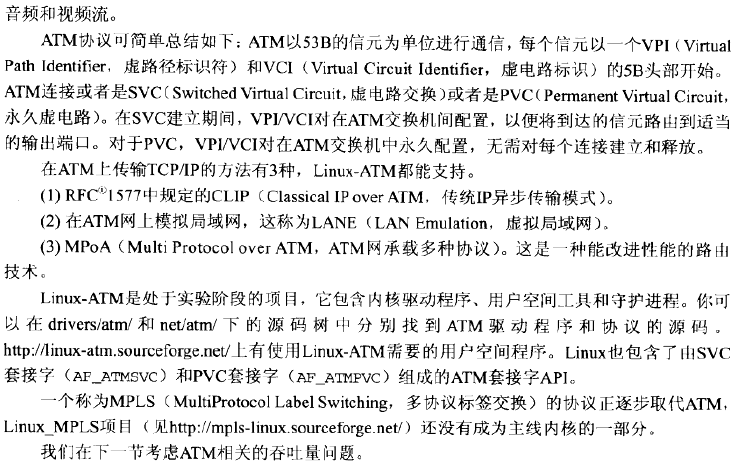 音频和视频流。
ATM协议可简单总结如下：ATM以53B的信元为单位进行通信，每个信元以一个VPI（Virtual
Path Identifier，虚路径标识符）和VCI（Virtual Circuit Identifier，虚电路标识）的5B头部开始。
ATM连接或者是SVC（Switched Virtual Circuit，虚电路交换）或者是PVC（Permanent Virtual Circuit，
永久虚电路）。在SVC建立期间，VPI/VCI对在ATM交换机间配置，以便将到达的信元路由到适当
的输出端口。对于PVC，VPI/VCI对在ATM交换机中永久配置，无需对每个连接建立和释放。
在ATM上传输TCP/IP的方法有3种，Linux-ATM都能支持。
(1) RFC①1577中规定的CLIP（Classical IP over ATM，传统IP异步传输模式）。
(2) 在ATM网上模拟局域网，这称为LANE（LAN Emulation，虚拟局域网）。
(3) MPoA（Multi Protocol over ATM，ATM网承载多种协议）。这是一种能改进性能的路由
技术。
Linux-ATM是处于实验阶段的项目，它包含内核驱动程序、用户空间工具和守护进程。你可
以在drivers/atm/和net/atm/下的源码树中分别找到ATM驱动程序和协议的源码。
http://linux-atm.sourceforge.net/上有使用Linux-ATM需要的用户空间程序。Linux也包含了由SVC
套接字（AF_ATMSVC）和PVC套接字（AF_ATMPVC）组成的ATM套接字API。
一个称为MPLS（MultiProtocol Label Switching，多协议标签交换）的协议正逐步取代ATM，
Linux_MPLS项目（见http://mpls-linux.sourceforge.net/）还没有成为主线内核的一部分。
我们在下一节考虑ATM相关的吞吐量问题。